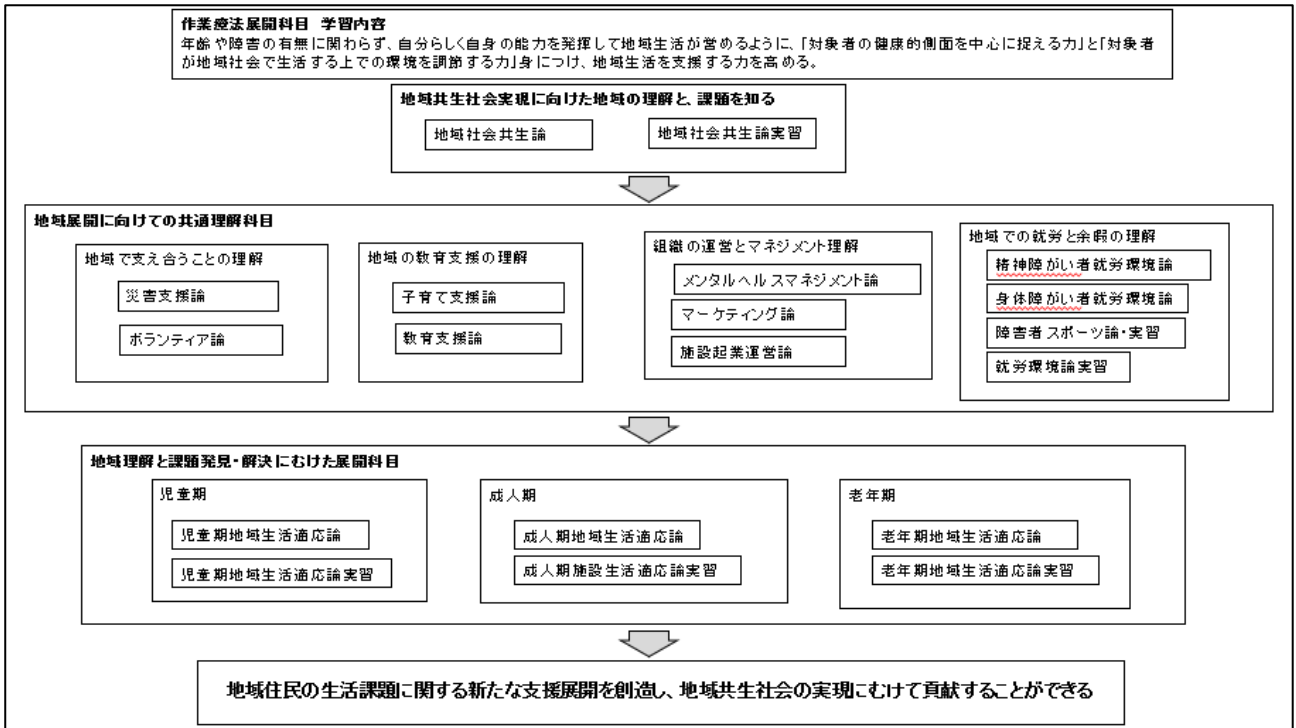 作業療法展開科目 学習内容
年齢や障害の有無に関わらず、自分らしく自身の能力を発揮して地域生活が営めるように、「対象者の健康的側面を中心に捉える力」と「対象者
が地域社会で生活する上での環境を調節する力」身につけ、地域生活を支援する力を高める。
地域共生社会実現に向けた地域の理解と、課題を知る
地域社会共生論
地域社会共生論実習
地域展開に向けての共通理解科目
地域で支え合うことの理解
災害支援論
ボランティア論
地域の教育支援の理解
子育て支援論
教育支援論
組織の運営とマネジメント理解
メンタルヘルスマネジメント論
マーケティング論
施設起業運営論
地域での就労と余暇の理解
精神障がい者就労環境論
身体障がい者就労環境論
障害者スポーツ論・実習
就労環境論実習
地域理解と課題発見・解決にむけた展開科目
児童期
児童期地域生活適応論
児童期地域生活適応論実習
成人期
成人期地域生活適応論
成人期施設生活適応論実習
老年期
老年期地域生活適応論
老年期地域生活適応論実習
地域住民の生活課題に関する新たな支援展開を創造し、地域共生社会の実現にむけて貢献することができる